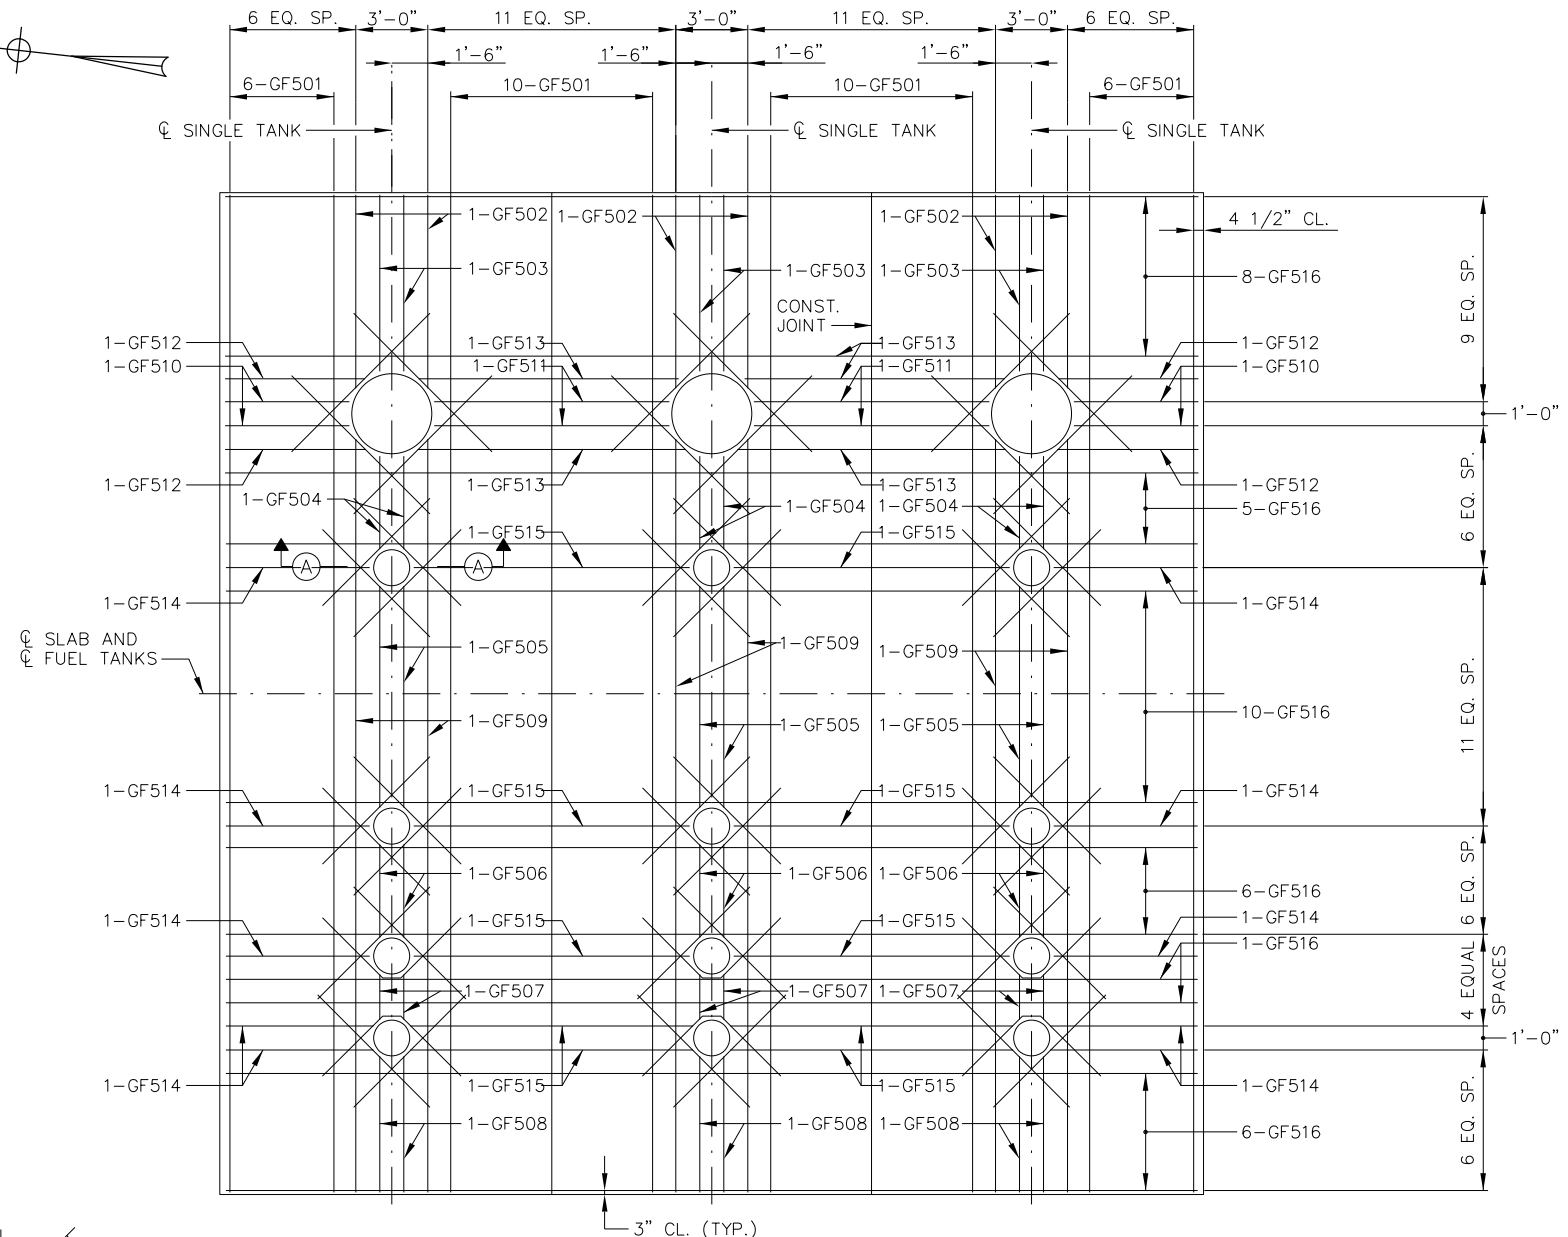 6 EQ. SP. 3'-0" 11 EQ. SP. 3'-0" 11 EQ. SP. 3'-0" 6 EQ. SP.
1'-6" 1'-6" 1'-6" 1'-6"
6-GF501 10-GF501 10-GF501 6-GF501
℄ SINGLE TANK ℄ SINGLE TANK ℄ SINGLE TANK
1-GF502 1-GF502 1-GF502 4 1/2" CL.
1-GF503 1-GF503 1-GF503 8-GF516
9 EQ. SP.
CONST.
JOINT
1-GF512 1-GF513 1-GF513 1-GF512
1-GF510 1-GF511 1-GF511 1-GF510
1'-0"
1-GF512 1-GF513 1-GF513 1-GF512
1-GF504 1-GF504 1-GF504 5-GF516
6 EQ. SP.
1-GF515 1-GF515
A A
1-GF514 1-GF514
℄ SLAB AND
℄ FUEL TANKS
1-GF505 1-GF509 1-GF509
11 EQ. SP.
10-GF516
1-GF509 1-GF505 1-GF505
1-GF514 1-GF515 1-GF515 1-GF514
1-GF506 1-GF506 1-GF506 6-GF516
6 EQ. SP.
1-GF514 1-GF515 1-GF515 1-GF514
1-GF516
4 EQUAL
SPACES
1-GF507 1-GF507 1-GF507
1'-0"
1-GF514 1-GF515 1-GF515 1-GF514
1-GF508 1-GF508 1-GF508 6-GF516
6 EQ. SP.
3" CL. (TYP.)